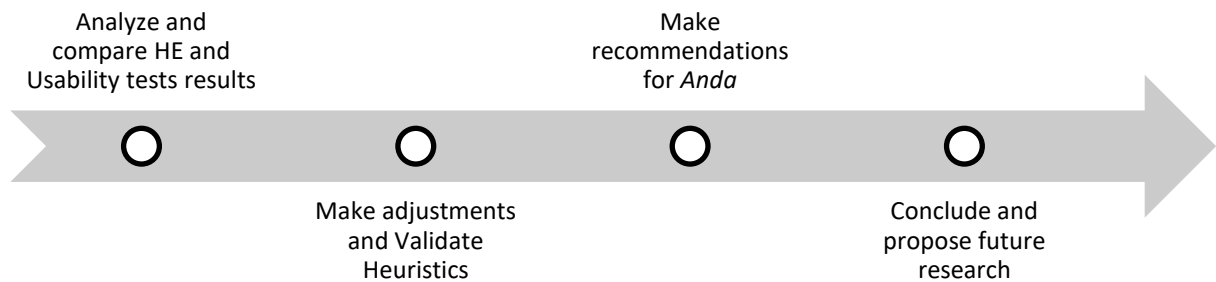 Analyze and
compare HE and
Usability tests results
Make adjustments
and Validate
Heuristics
Make
recommendations
for Anda
Conclude and
propose future
research